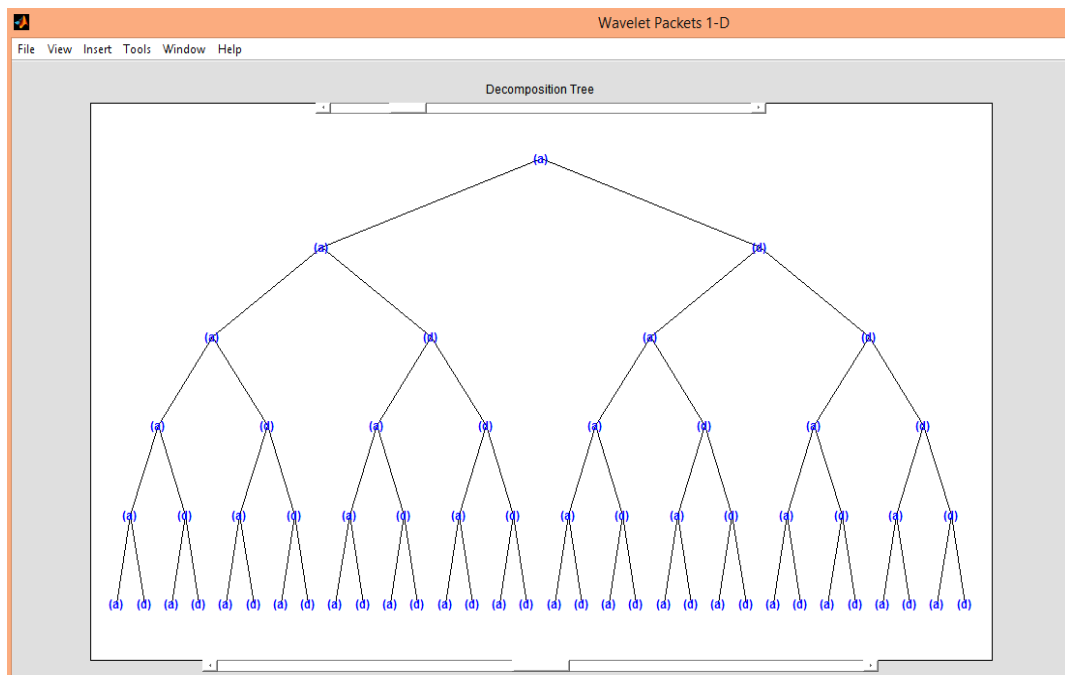 Wavelet Packets 1-D
File View Insert Tools Window Help
Decomposition Tree
(a)
(a) (d)
(a) (d) (a) (d)
(a) (d) (a) (d) (a) (d) (a) (d)
(a) (d) (a) (d) (a) (d) (a) (d) (a) (d) (a) (d) (a) (d) (a) (d)
(a) (d) (a) (d) (a) (d) (a) (d) (a) (d) (a) (d) (a) (d) (a) (d) (a) (d) (a) (d) (a) (d) (a) (d) (a) (d) (a) (d) (a) (d) (a) (d)